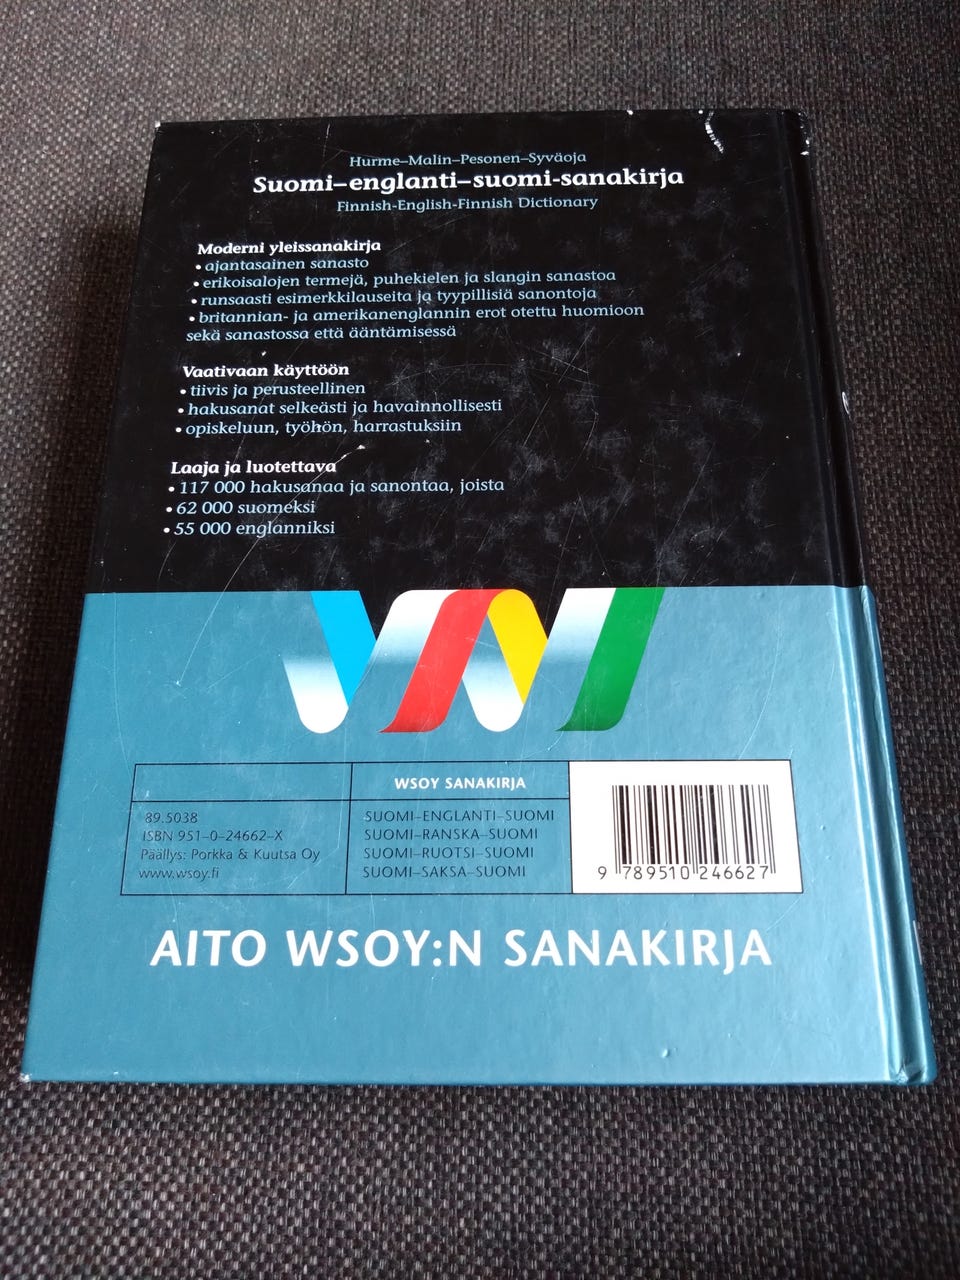 Hurme–Malin–Pesonen–Syväoja
Suomi–englanti–suomi-sanakirja
Finnish-English-Finnish Dictionary
Moderni yleissanakirja
• ajantasainen sanasto
• erikoisalojen termejä, puhekielen ja slangin sanastoa
• runsaasti esimerkkilauseita ja tyypillisiä sanontoja
• britannian- ja amerikanenglannin erot otettu huomioon
sekä sanastossa että ääntämisessä
Vaativaan käyttöön
• tiivis ja perusteellinen
• hakusanat selkeästi ja havainnollisesti
• opiskeluun, työhön, harrastuksiin
Laaja ja luotettava
• 117 000 hakusanaa ja sanontaa, joista
• 62 000 suomeksi
• 55 000 englanniksi
WSOY SANAKIRJA
89.5038
ISBN 951–0–24662–X
Päällys: Porkka & Kuutsa Oy
www.wsoy.fi
SUOMI–ENGLANTI–SUOMI
SUOMI–RANSKA–SUOMI
SUOMI–RUOTSI–SUOMI
SUOMI–SAKSA–SUOMI
9 789510 246627
AITO WSOY:N SANAKIRJA